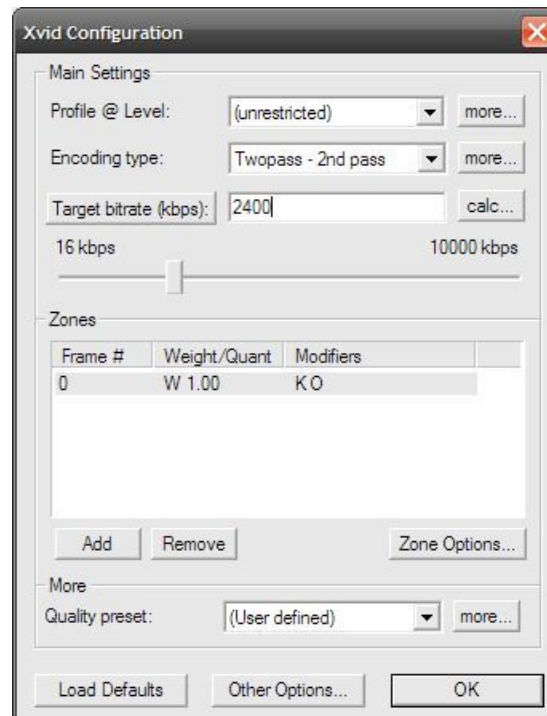 Xvid Configuration
Main Settings
Profile @ Level: (unrestricted) more...
Encoding type: Twopass - 2nd pass more...
Target bitrate (kbps): 2400 calc...
16 kbps 10000 kbps
Zones
Frame # Weight/Quant Modifiers
0 W 1.00 K O
Add Remove Zone Options...
More
Quality preset: (User defined) more...
Load Defaults Other Options... OK